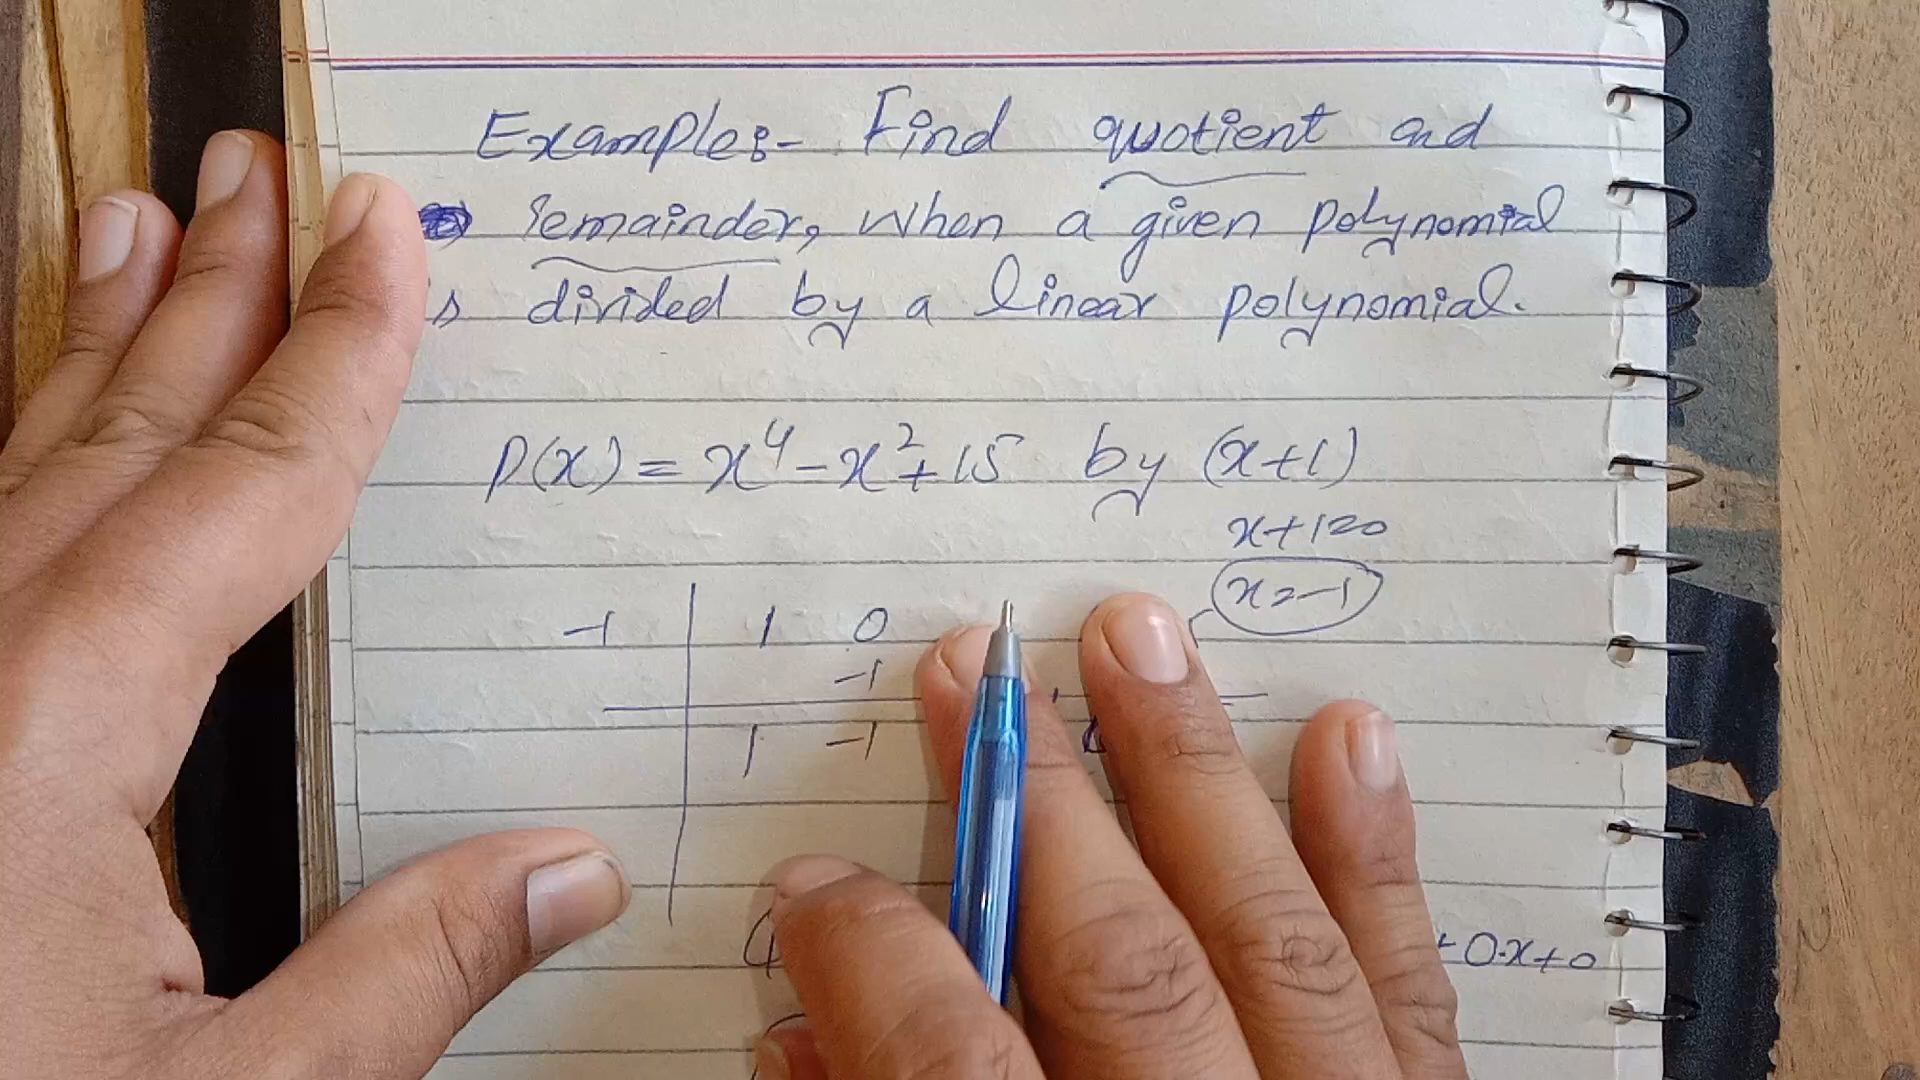 Example:- Find quotient and
remainder, when a given polynomial
is divided by a linear polynomial.
P(x) = x⁴ - x² + 15 by (x+1)
x+1=0
x=-1
-1 1 0
-1
1 -1
+ 0·x + 0